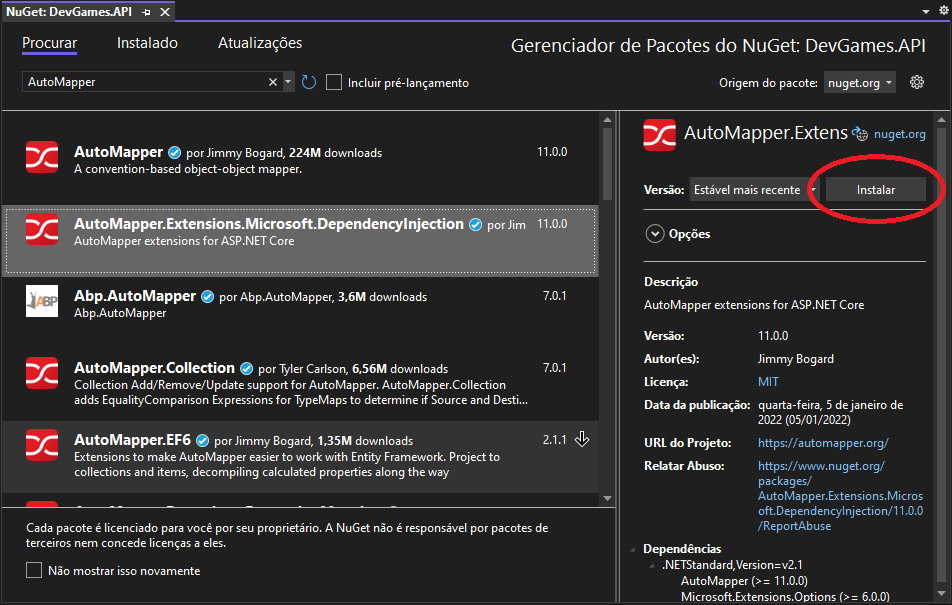 NuGet: DevGames.API
Procurar Instalado Atualizações
Gerenciador de Pacotes do NuGet: DevGames.API
AutoMapper
Incluir pré-lançamento
Origem do pacote: nuget.org
AutoMapper por Jimmy Bogard, 224M downloads 11.0.0
A convention-based object-object mapper.
AutoMapper.Extensions.Microsoft.DependencyInjection por Jim 11.0.0
AutoMapper extensions for ASP.NET Core
ABP
Abp.AutoMapper por Abp.AutoMapper, 3,6M downloads 7.0.1
Abp.AutoMapper
AutoMapper.Collection por Tyler Carlson, 6,56M downloads 7.0.1
Collection Add/Remove/Update support for AutoMapper. AutoMapper.Collection
adds EqualityComparison Expressions for TypeMaps to determine if Source and Desti...
AutoMapper.EF6 por Jimmy Bogard, 1,35M downloads 2.1.1
Extensions to make AutoMapper easier to work with Entity Framework. Project to
collections and items, decompiling calculated properties along the way
Cada pacote é licenciado para você por seu proprietário. A NuGet não é responsável por pacotes de
terceiros nem concede licenças a eles.
Não mostrar isso novamente
AutoMapper.Extens nuget.org
Versão: Estável mais recente Instalar
Opções
Descrição
AutoMapper extensions for ASP.NET Core
Versão: 11.0.0
Autor(es): Jimmy Bogard
Licença: MIT
Data da publicação: quarta-feira, 5 de janeiro de
2022 (05/01/2022)
URL do Projeto: https://automapper.org/
Relatar Abuso: https://www.nuget.org/
packages/
AutoMapper.Extensions.Micros
oft.DependencyInjection/11.0.0
/ReportAbuse
Dependências
.NETStandard,Version=v2.1
AutoMapper (>= 11.0.0)
Microsoft.Extensions.Options (>= 6.0.0)